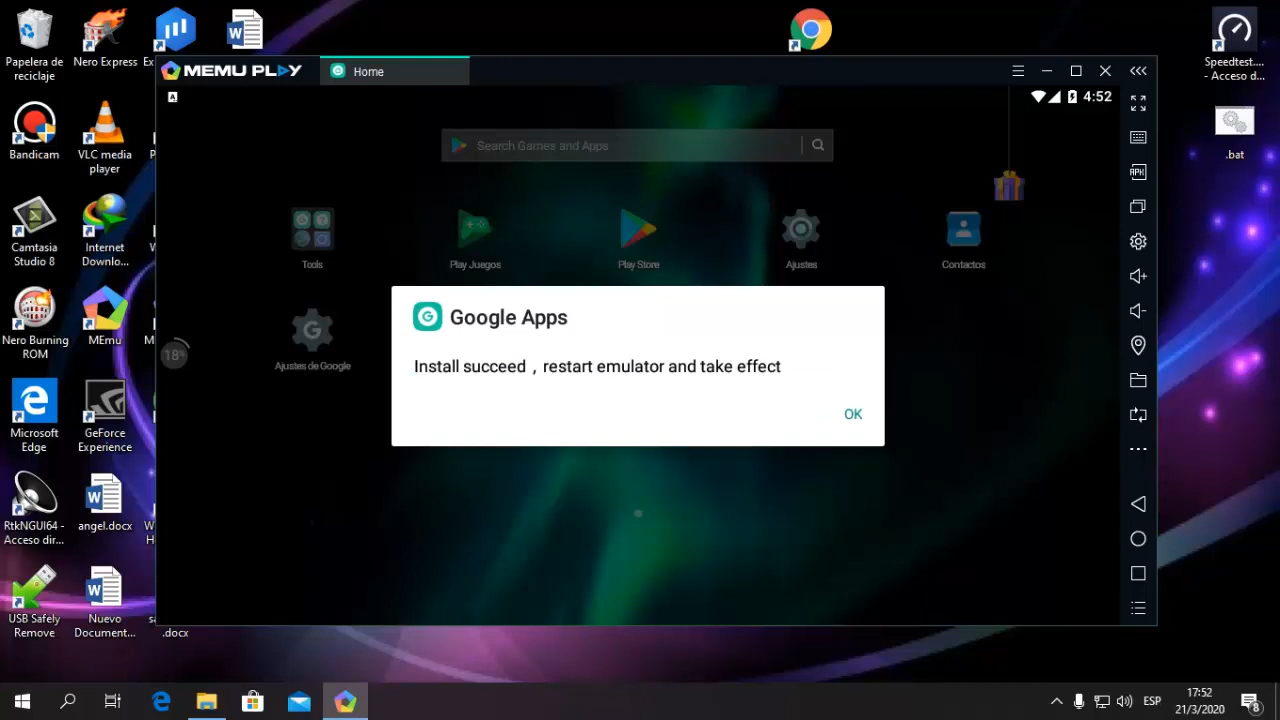 Papelera de
reciclaje
Nero Express
Speedtest...
- Acceso d...
MEMU PLAY
Home
4:52
Bandicam
VLC media
player
.bat
Search Games and Apps
APK
Camtasia
Studio 8
Internet
Downlo...
Tools
Play Juegos
Play Store
Ajustes
Contactos
Google Apps
Nero Burning
ROM
MEmu
18%
Ajustes de Google
Install succeed , restart emulator and take effect
OK
Microsoft
Edge
GeForce
Experience
RtkNGUI64 -
Acceso dir...
angel.docx
USB Safely
Remove
Nuevo
Document...
.docx
ESP
17:52
21/3/2020
8